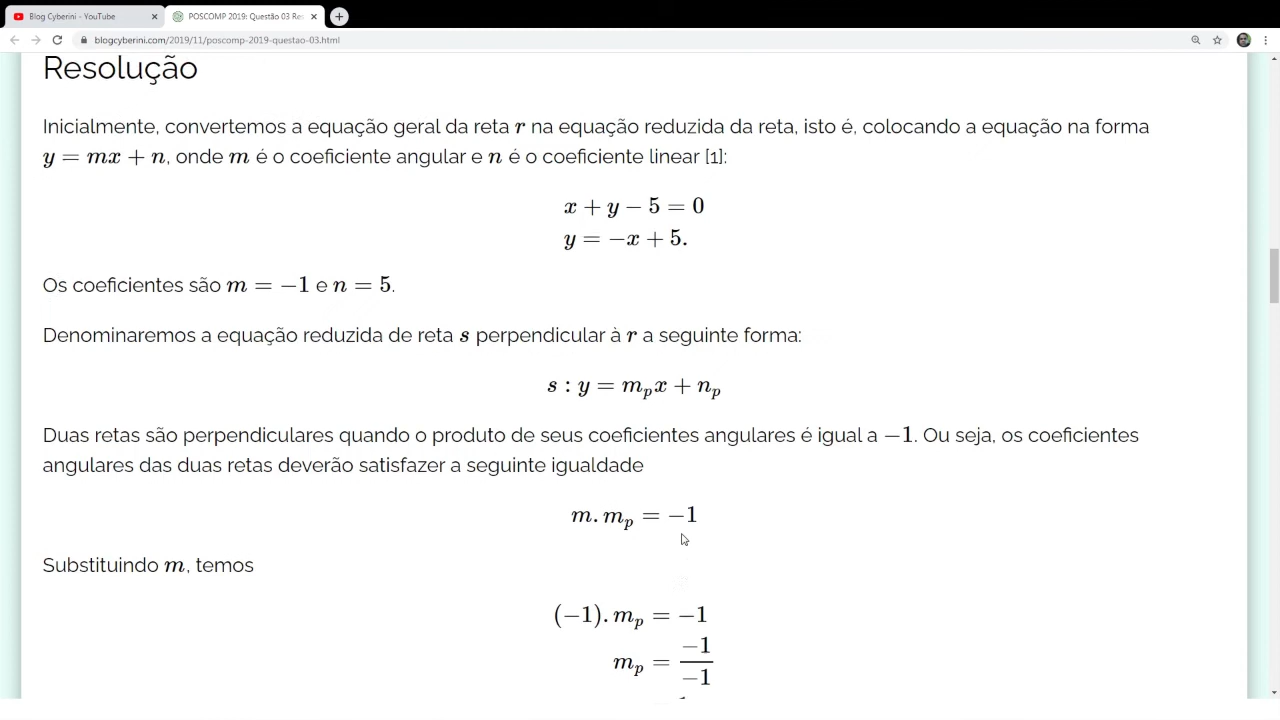 Blog Cyberini - YouTube
POSCOMP 2019: Questão 03 Res
blogcyberini.com/2019/11/poscomp-2019-questao-03.html
Resolução
Inicialmente, convertemos a equação geral da reta r na equação reduzida da reta, isto é, colocando a equação na forma
y = mx + n, onde m é o coeficiente angular e n é o coeficiente linear [1]:
x + y − 5 = 0
y = −x + 5.
Os coeficientes são m = −1 e n = 5.
Denominaremos a equação reduzida de reta s perpendicular à r a seguinte forma:
s : y = m_p x + n_p
Duas retas são perpendiculares quando o produto de seus coeficientes angulares é igual a −1. Ou seja, os coeficientes
angulares das duas retas deverão satisfazer a seguinte igualdade
m. m_p = −1
Substituindo m, temos
(−1). m_p = −1
m_p = −1/−1